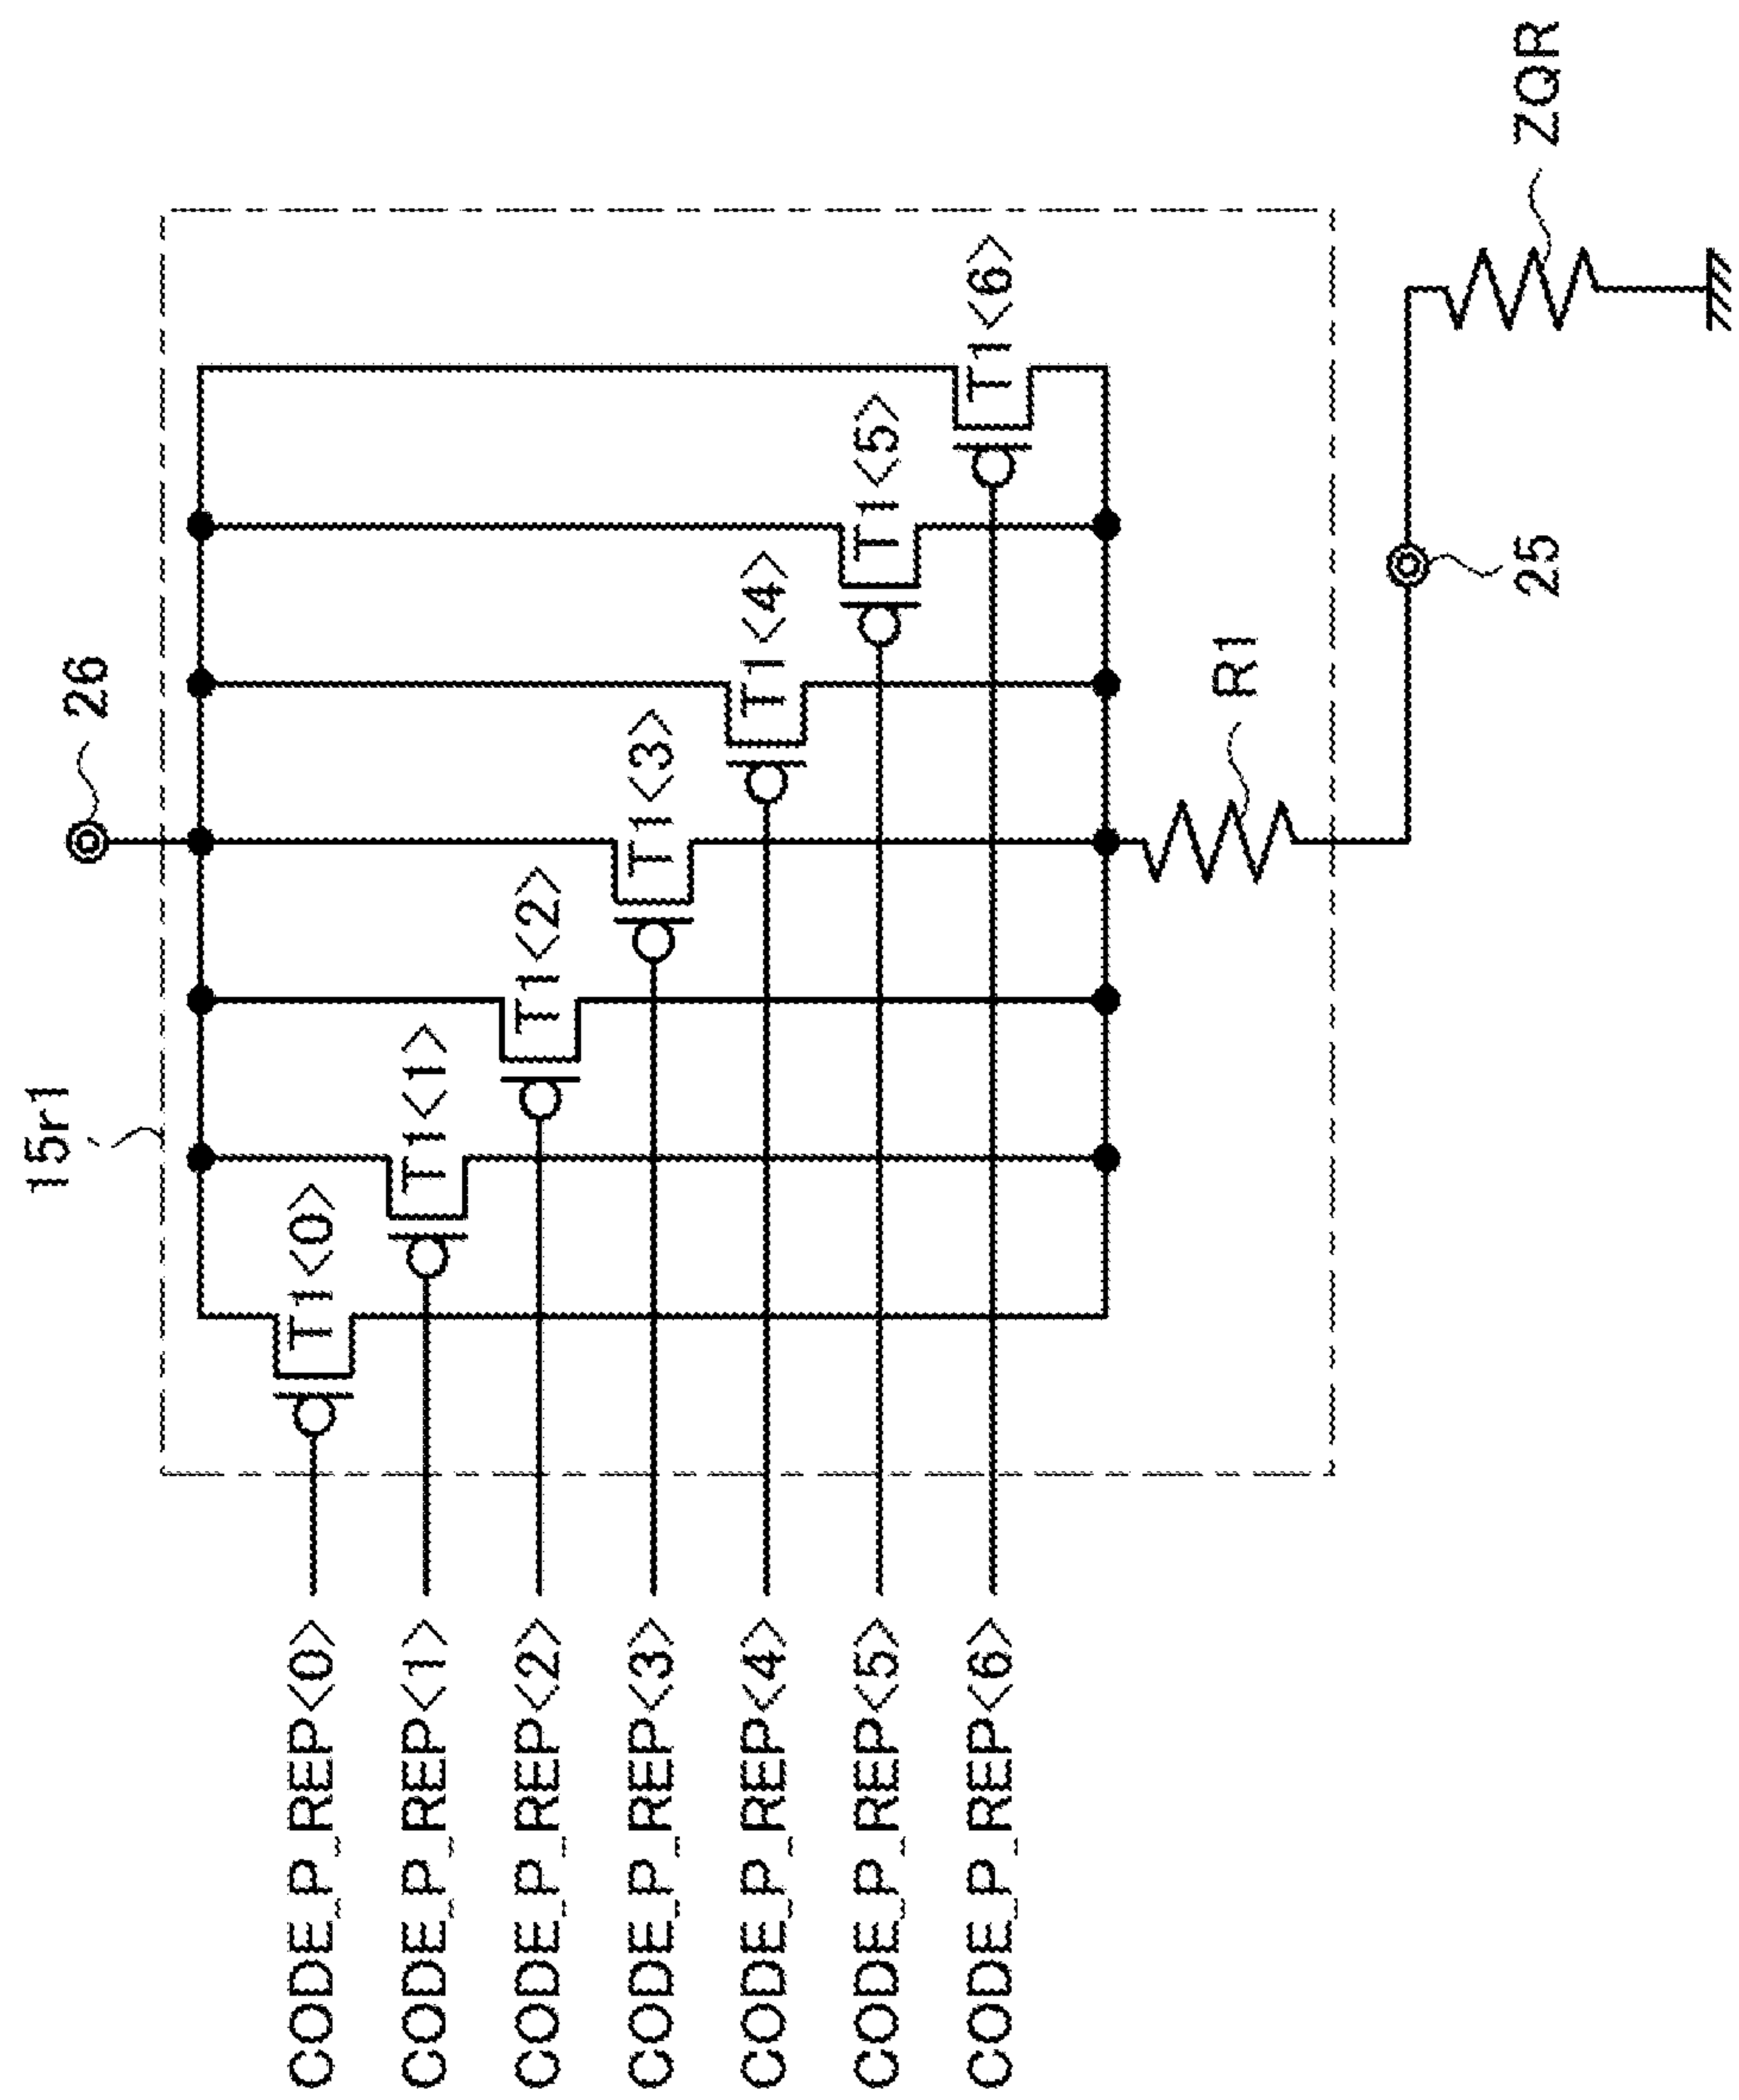 15r1
26
T1<0>
T1<1>
T1<2>
T1<3>
T1<4>
T1<5>
T1<6>
CODE_P_REP<0>
CODE_P_REP<1>
CODE_P_REP<2>
CODE_P_REP<3>
CODE_P_REP<4>
CODE_P_REP<5>
CODE_P_REP<6>
R1
25
ZQR